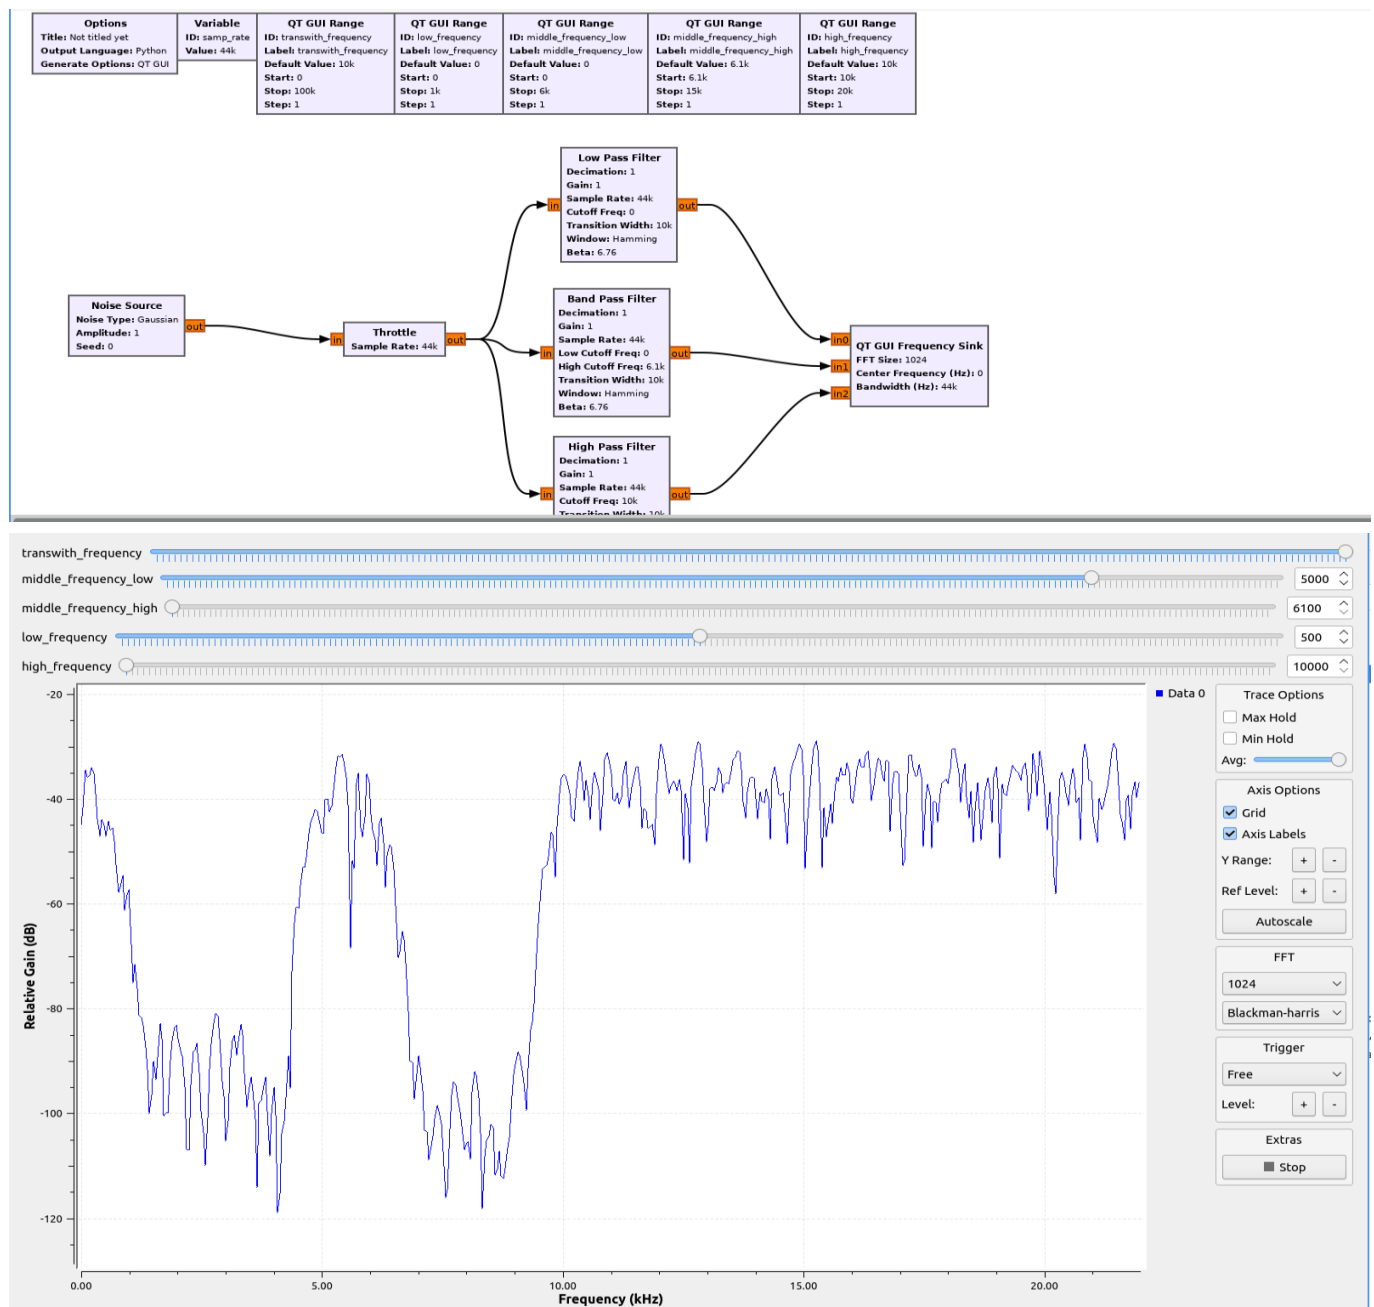 Options
Title: Not titled yet
Output Language: Python
Generate Options: QT GUI
Variable
ID: samp_rate
Value: 44k
QT GUI Range
ID: transwith_frequency
Label: transwith_frequency
Default Value: 10k
Start: 0
Stop: 100k
Step: 1
QT GUI Range
ID: low_frequency
Label: low_frequency
Default Value: 0
Start: 0
Stop: 1k
Step: 1
QT GUI Range
ID: middle_frequency_low
Label: middle_frequency_low
Default Value: 0
Start: 0
Stop: 6k
Step: 1
QT GUI Range
ID: middle_frequency_high
Label: middle_frequency_high
Default Value: 6.1k
Start: 6.1k
Stop: 15k
Step: 1
QT GUI Range
ID: high_frequency
Label: high_frequency
Default Value: 10k
Start: 10k
Stop: 20k
Step: 1
Noise Source
Noise Type: Gaussian
Amplitude: 1
Seed: 0
out
in
Throttle
Sample Rate: 44k
out
in
Low Pass Filter
Decimation: 1
Gain: 1
Sample Rate: 44k
Cutoff Freq: 0
Transition Width: 10k
Window: Hamming
Beta: 6.76
out
in
Band Pass Filter
Decimation: 1
Gain: 1
Sample Rate: 44k
Low Cutoff Freq: 0
High Cutoff Freq: 6.1k
Transition Width: 10k
Window: Hamming
Beta: 6.76
out
in
High Pass Filter
Decimation: 1
Gain: 1
Sample Rate: 44k
Cutoff Freq: 10k
Transition Width: 10k
out
in0
in1
in2
QT GUI Frequency Sink
FFT Size: 1024
Center Frequency (Hz): 0
Bandwidth (Hz): 44k
transwith_frequency
middle_frequency_low 5000
middle_frequency_high 6100
low_frequency 500
high_frequency 10000
Relative Gain (dB)
-20
-40
-60
-80
-100
-120
0.00 5.00 10.00 15.00 20.00
Frequency (kHz)
Data 0
Trace Options
Max Hold
Min Hold
Avg:
Axis Options
Grid
Axis Labels
Y Range: + -
Ref Level: + -
Autoscale
FFT
1024
Blackman-harris
Trigger
Free
Level: + -
Extras
Stop